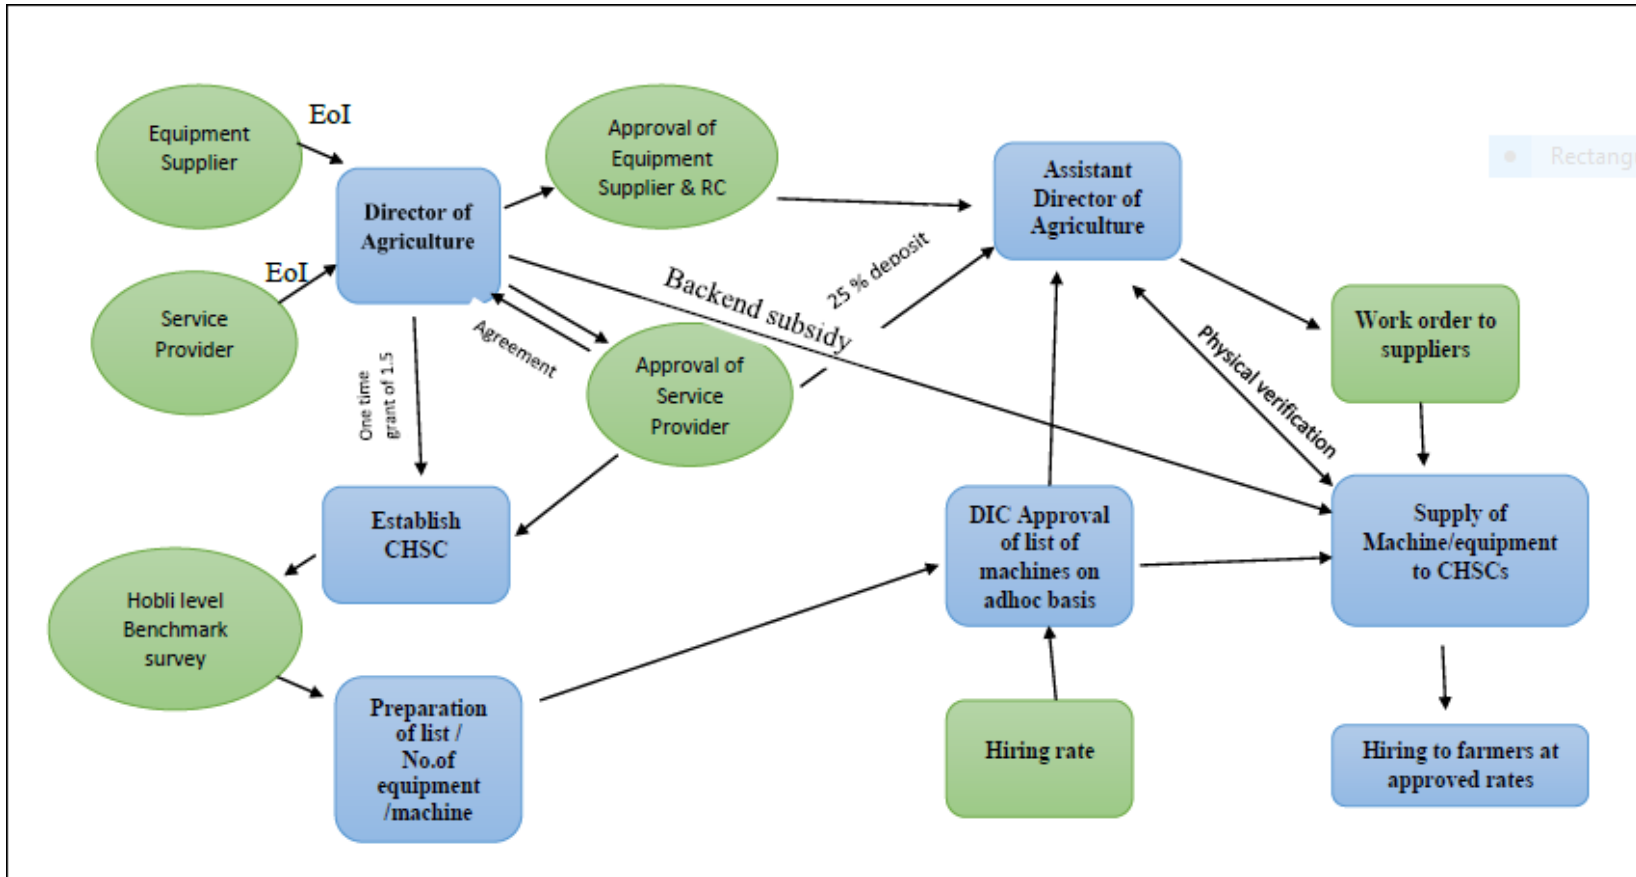 EoI
Equipment
Supplier
Approval of
Equipment
Supplier & RC
Assistant
Director of
Agriculture
Director of
Agriculture
EoI
Service
Provider
25 % deposit
Backend subsidy
Agreement
Approval of
Service
Provider
One time
grant of 1.5
Physical verification
Work order to
suppliers
Establish
CHSC
DIC Approval
of list of
machines on
adhoc basis
Supply of
Machine/equipment
to CHSCs
Hobli level
Benchmark
survey
Preparation
of list /
No.of
equipment
/machine
Hiring rate
Hiring to farmers at
approved rates